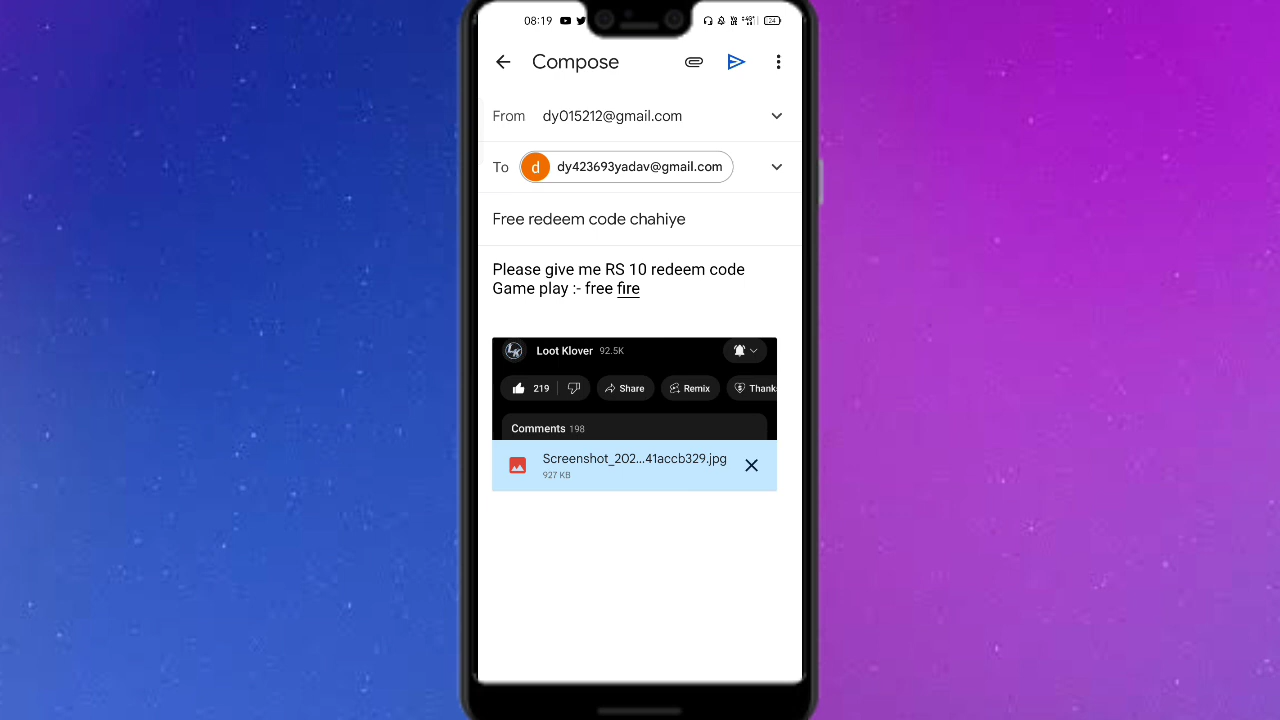 08:19
24
Compose
From dy015212@gmail.com
To d dy423693yadav@gmail.com
Free redeem code chahiye
Please give me RS 10 redeem code
Game play :- free fire
Loot Klover 92.5K
219 Share Remix Thank
Comments 198
Screenshot_202...41accb329.jpg
927 KB